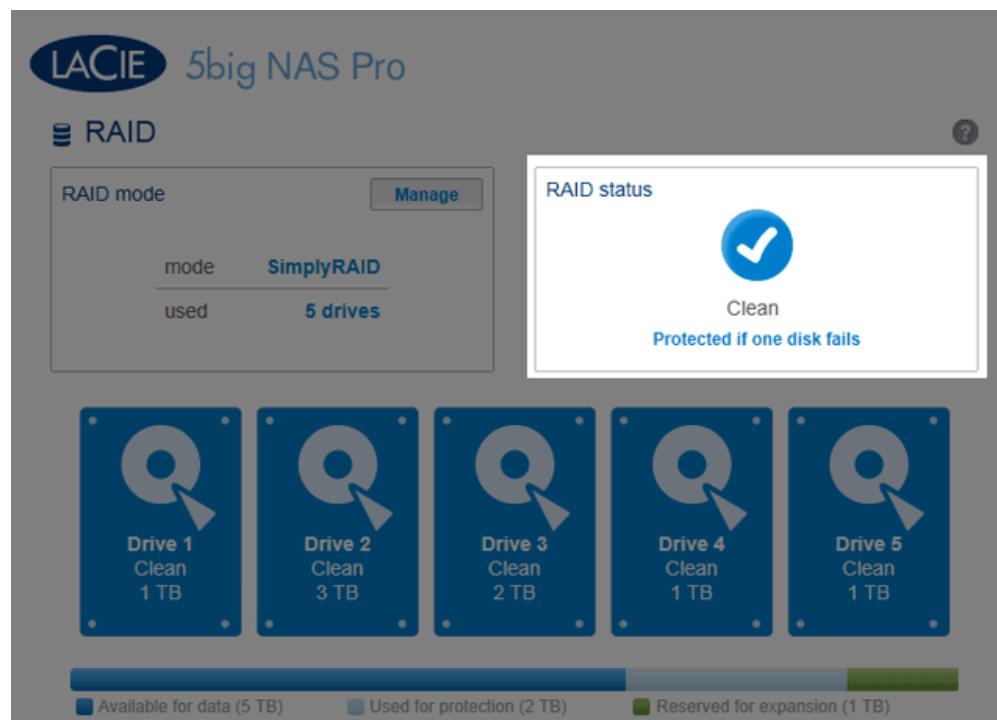 LACIE 5big NAS Pro
RAID
?
RAID mode
Manage
mode SimplyRAID
used 5 drives
RAID status
Clean
Protected if one disk fails
Drive 1
Clean
1 TB
Drive 2
Clean
3 TB
Drive 3
Clean
2 TB
Drive 4
Clean
1 TB
Drive 5
Clean
1 TB
Available for data (5 TB)
Used for protection (2 TB)
Reserved for expansion (1 TB)